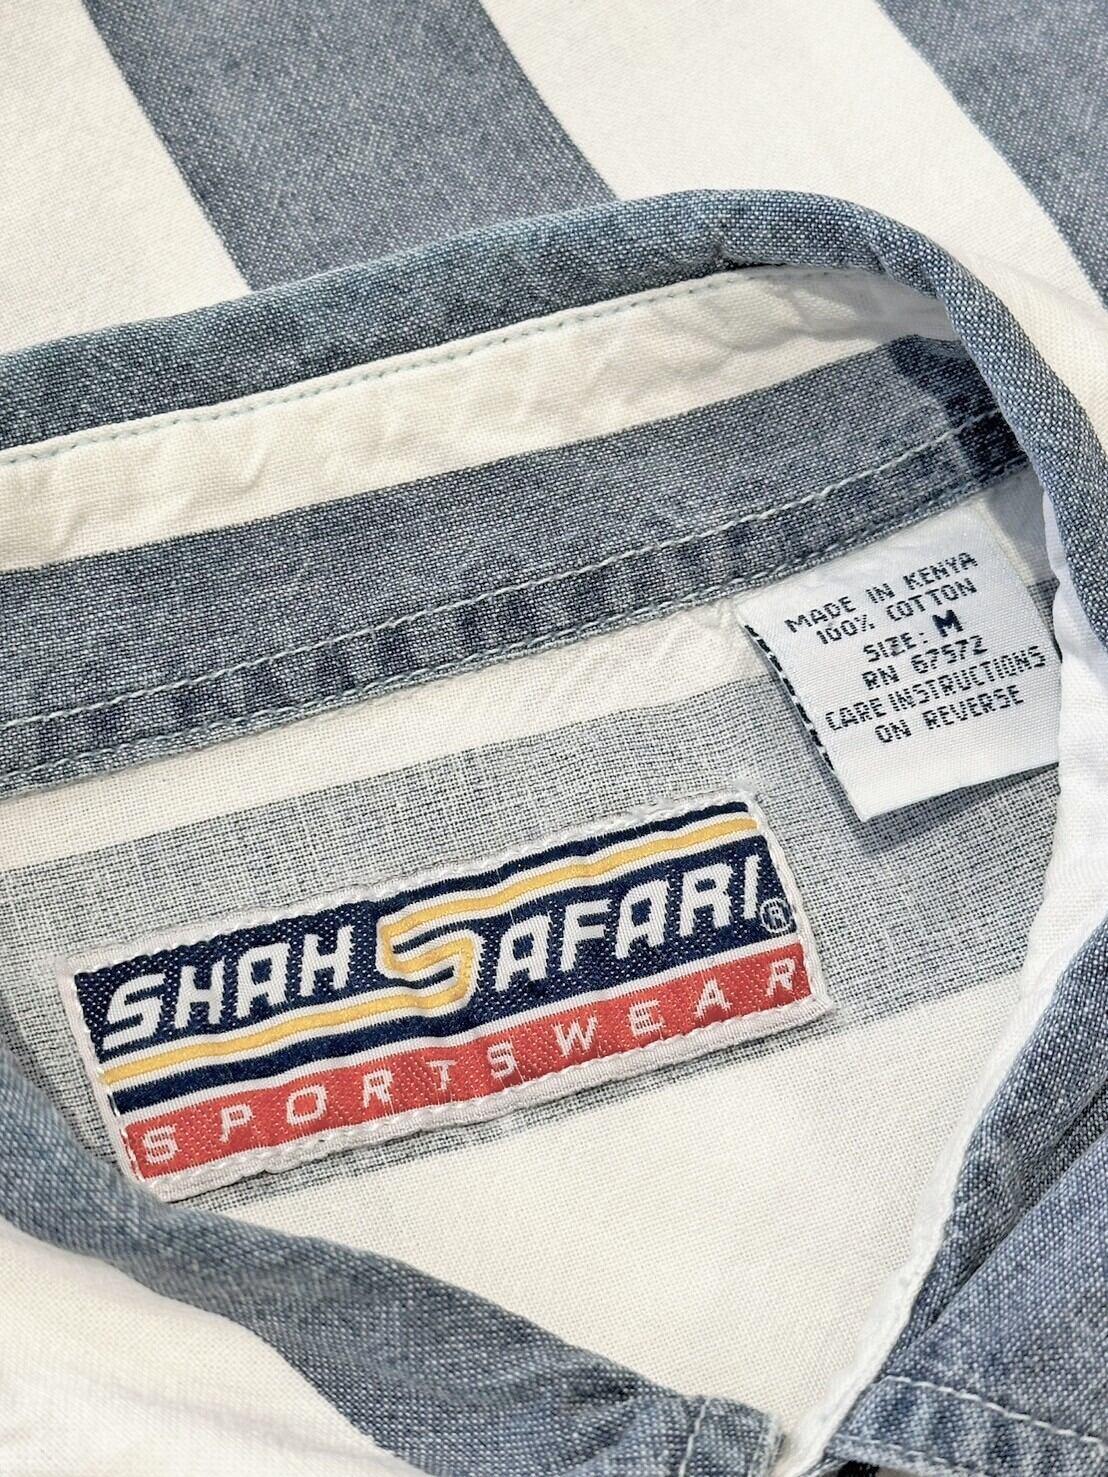 MADE IN KENYA
100% COTTON
SIZE: M
RN 67572
CARE INSTRUCTIONS
ON REVERSE
SHAH SAFARI®
SPORTSWEAR